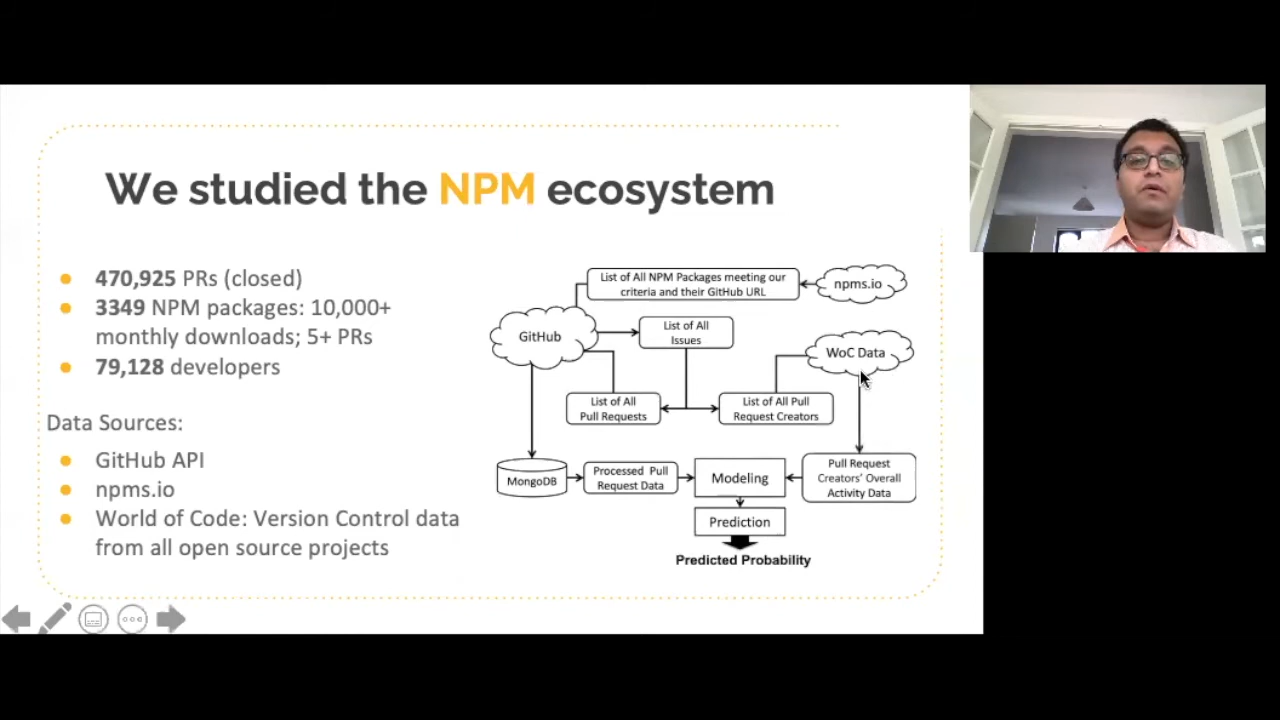 We studied the NPM ecosystem
470,925 PRs (closed)
3349 NPM packages: 10,000+
monthly downloads; 5+ PRs
79,128 developers
Data Sources:
GitHub API
npms.io
World of Code: Version Control data
from all open source projects
List of All NPM Packages meeting our
criteria and their GitHub URL
npms.io
GitHub
List of All
Issues
WoC Data
List of All
Pull Requests
List of All Pull
Request Creators
MongoDB
Processed Pull
Request Data
Modeling
Pull Request
Creators' Overall
Activity Data
Prediction
Predicted Probability